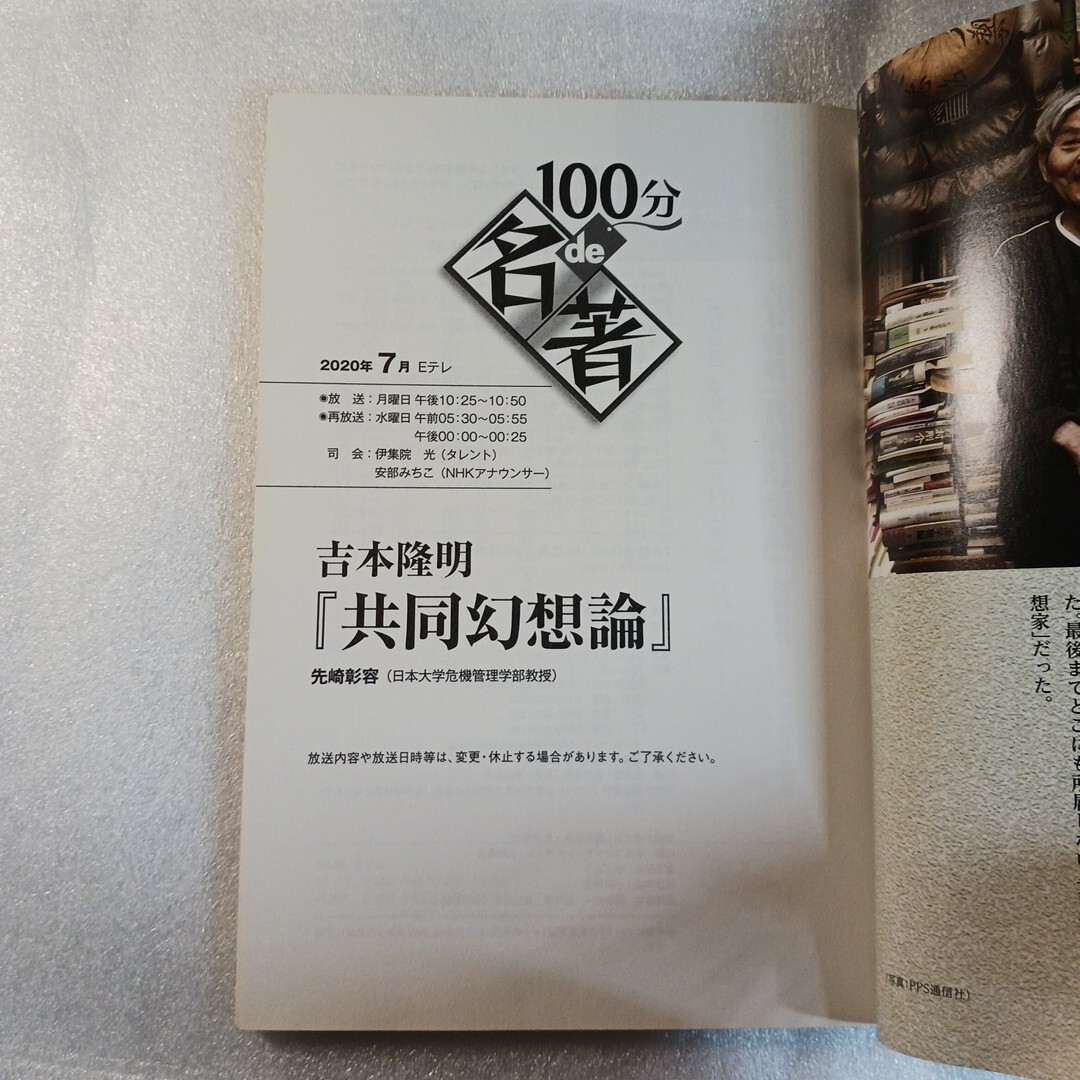 100分
de
名著
2020年 7月 Eテレ
●放　送：月曜日 午後10:25〜10:50
●再放送：水曜日 午前05:30〜05:55
午後00:00〜00:25
司　会：伊集院　光（タレント）
安部みちこ（NHKアナウンサー）
吉本隆明
『共同幻想論』
先崎彰容（日本大学危機管理学部教授）
放送内容や放送日時等は、変更・休止する場合があります。ご了承ください。
た。最後までどこにも所属しない
想家」だった。
（写真：PPS通信社）